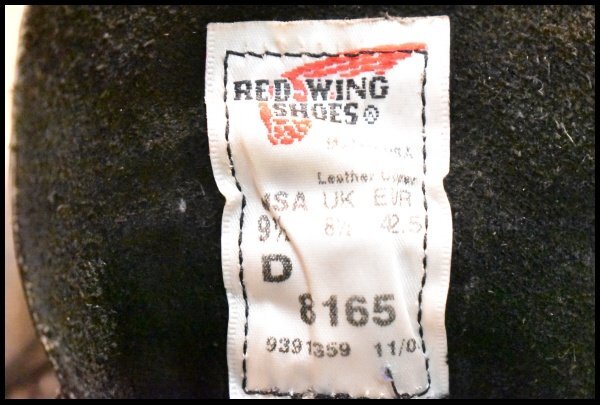 RED WING
SHOES®
Leather Upper
USA UK EUR
9½ 8½ 42.5
D
8165
9391359 11/0